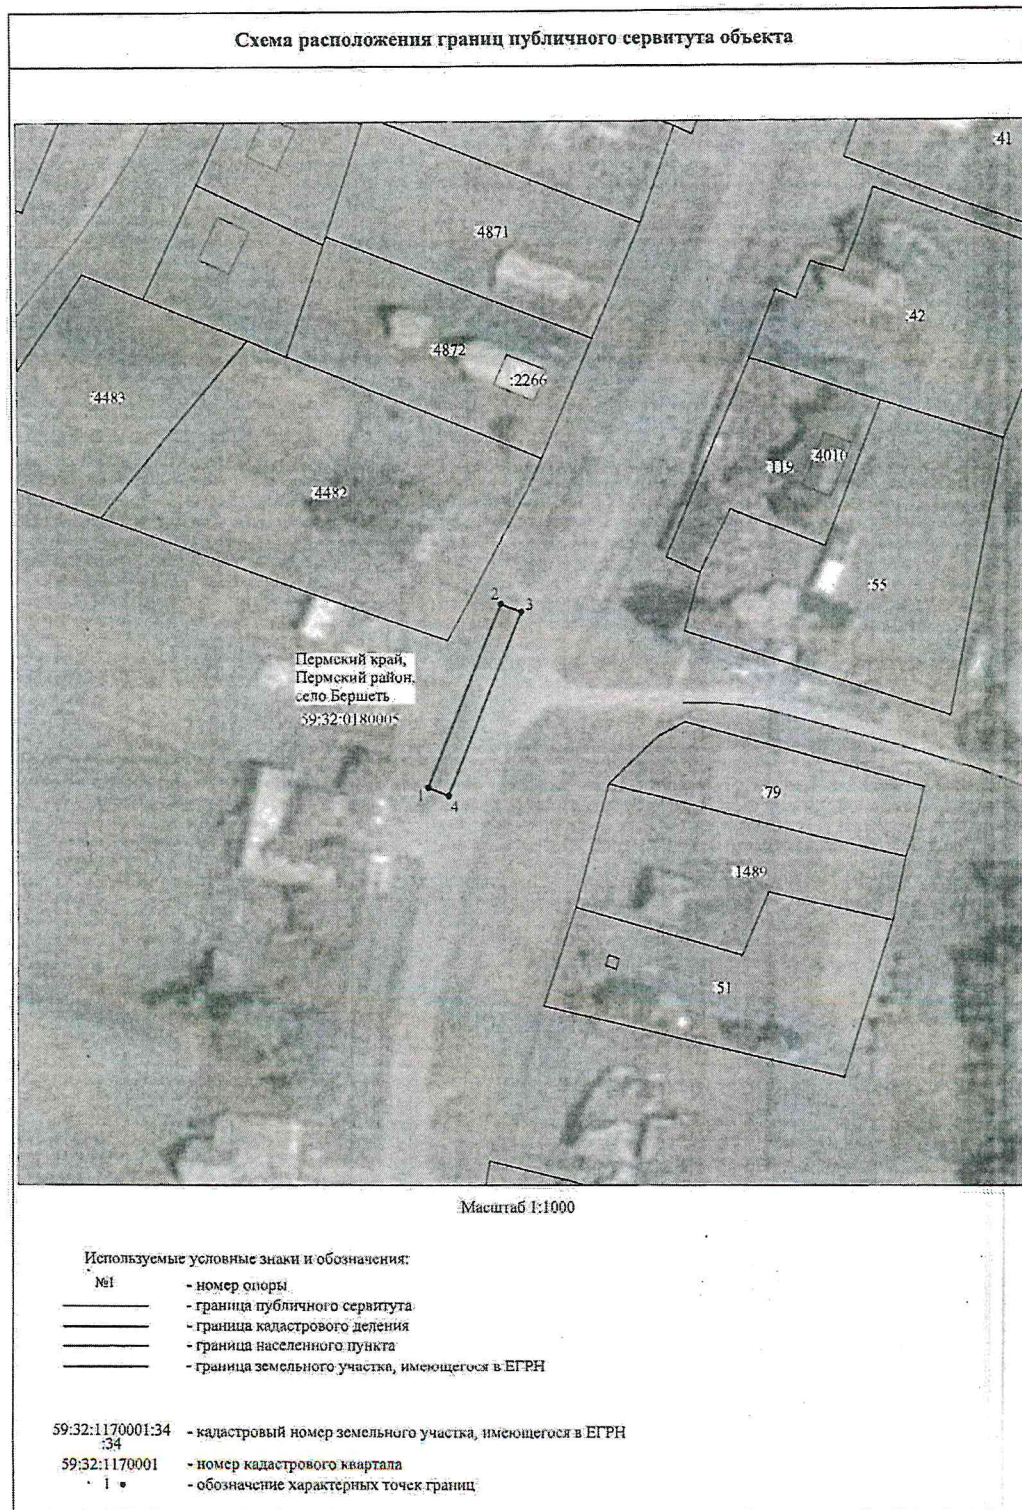 Схема расположения границ публичного сервитута объекта
:41
:4871
:42
:4872
:2266
:4483
:4010
:119
:4482
:55
2
3
Пермский край,
Пермский район,
село Бершеть
59:32:0180005
1
4
:79
:1489
:51
Масштаб 1:1000
Используемые условные знаки и обозначения:
№1 - номер опоры
- граница публичного сервитута
- граница кадастрового деления
- граница населенного пункта
- граница земельного участка, имеющегося в ЕГРН
59:32:1170001:34 - кадастровый номер земельного участка, имеющегося в ЕГРН
:34
59:32:1170001 - номер кадастрового квартала
1 - обозначение характерных точек границ